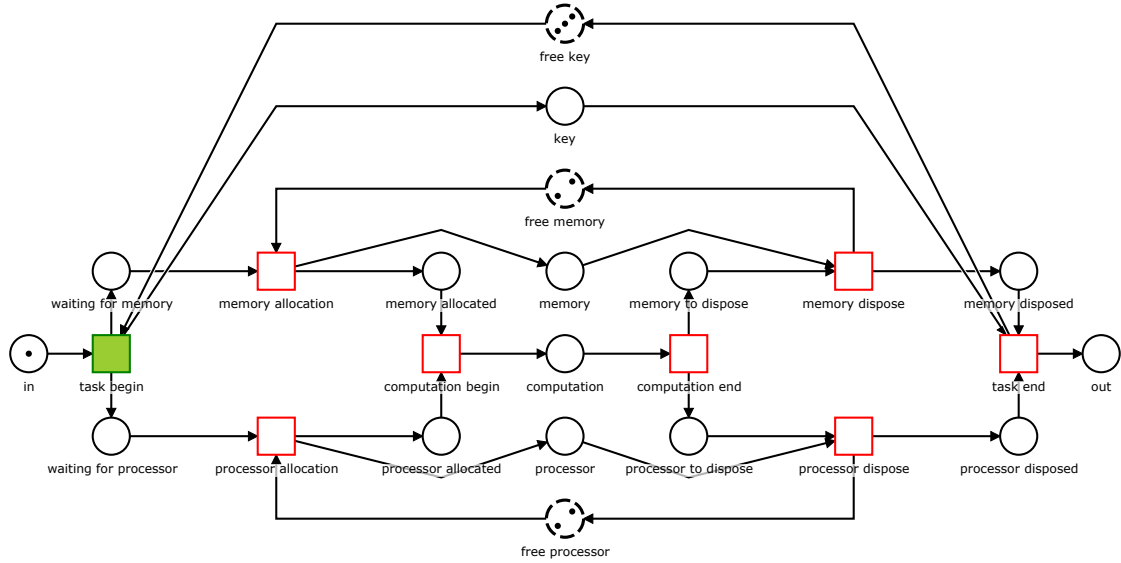 free key
key
free memory
waiting for memory
memory allocation
memory allocated
memory
memory to dispose
memory dispose
memory disposed
in
task begin
computation begin
computation
computation end
task end
out
waiting for processor
processor allocation
processor allocated
processor
processor to dispose
processor dispose
processor disposed
free processor